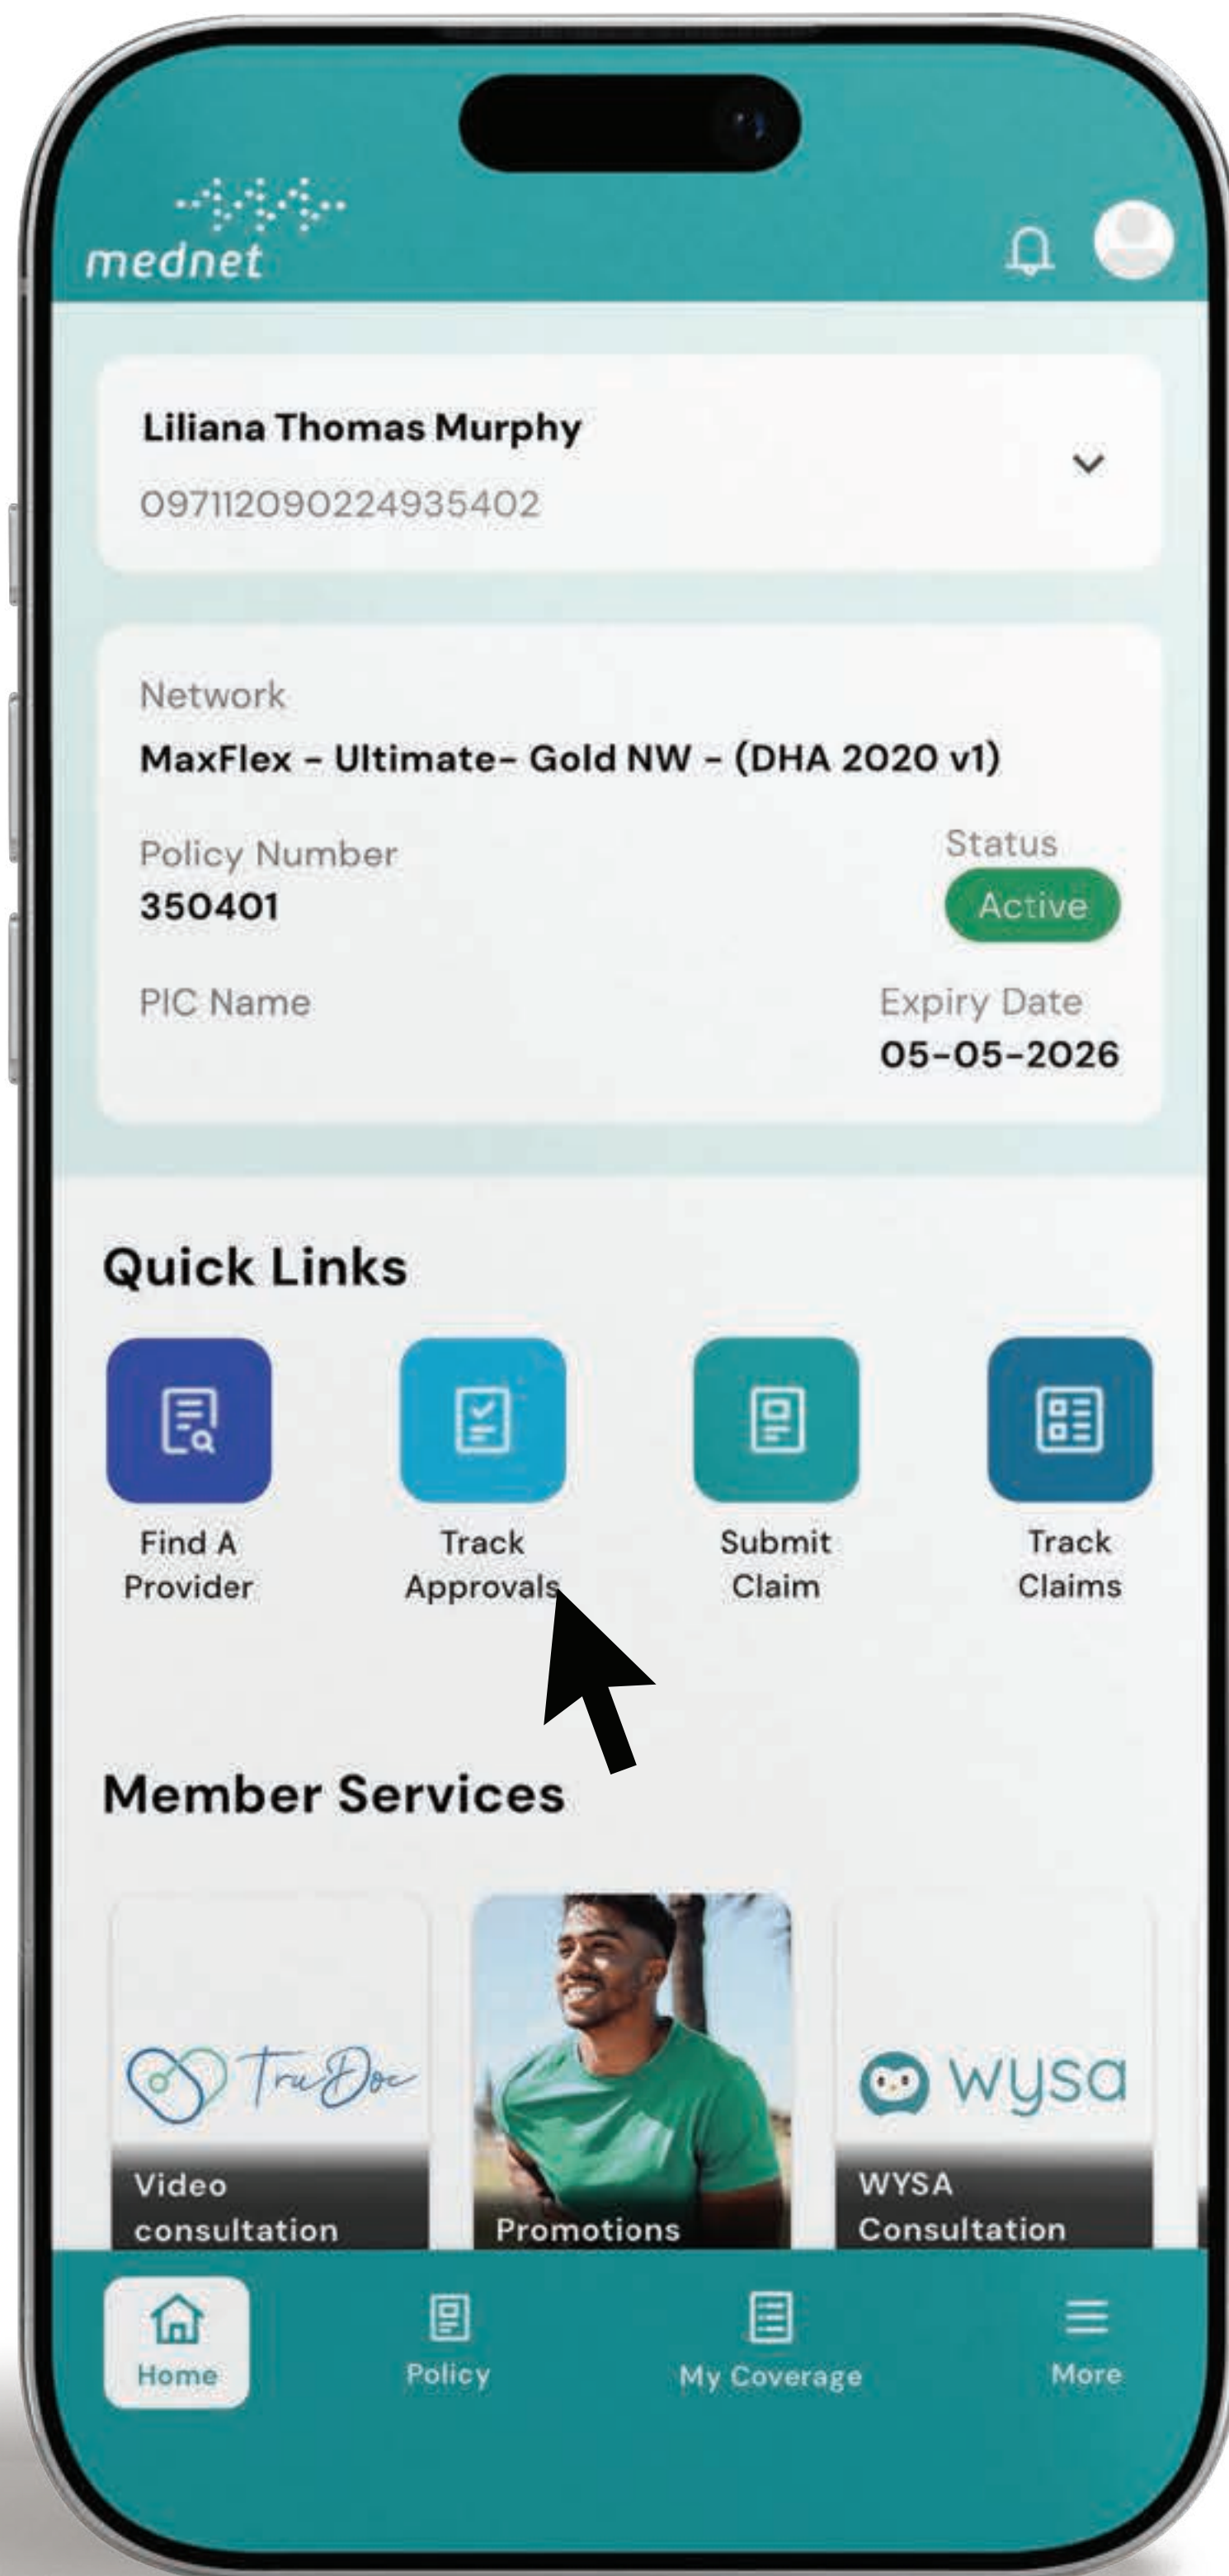 mednet
Liliana Thomas Murphy
097112090224935402
Network
MaxFlex - Ultimate- Gold NW - (DHA 2020 v1)
Policy Number
350401
Status
Active
PIC Name
Expiry Date
05-05-2026
Quick Links
Find A
Provider
Track
Approvals
Submit
Claim
Track
Claims
Member Services
TruDoc
Video
consultation
Promotions
wysa
WYSA
Consultation
Home
Policy
My Coverage
More